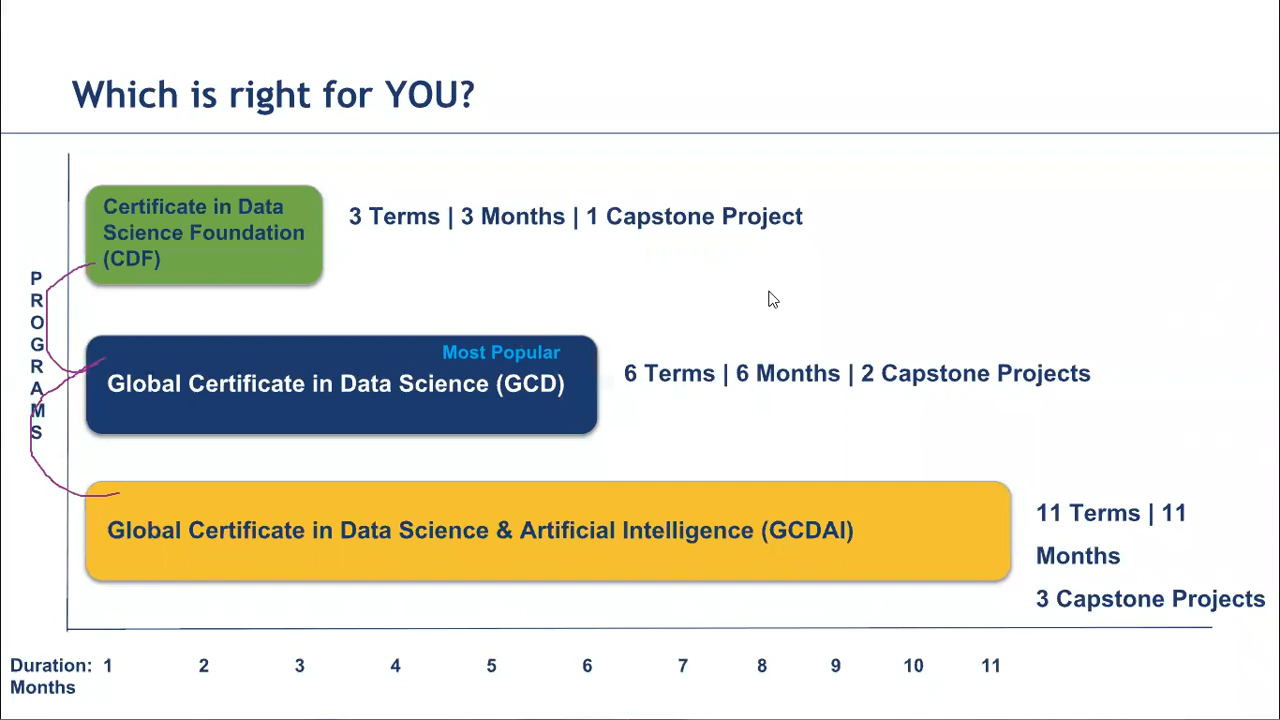 Which is right for YOU?
Certificate in Data
Science Foundation
(CDF)
3 Terms | 3 Months | 1 Capstone Project
PROGRAMS
Most Popular
Global Certificate in Data Science (GCD)
6 Terms | 6 Months | 2 Capstone Projects
Global Certificate in Data Science & Artificial Intelligence (GCDAI)
11 Terms | 11
Months
3 Capstone Projects
Duration: 1 2 3 4 5 6 7 8 9 10 11
Months